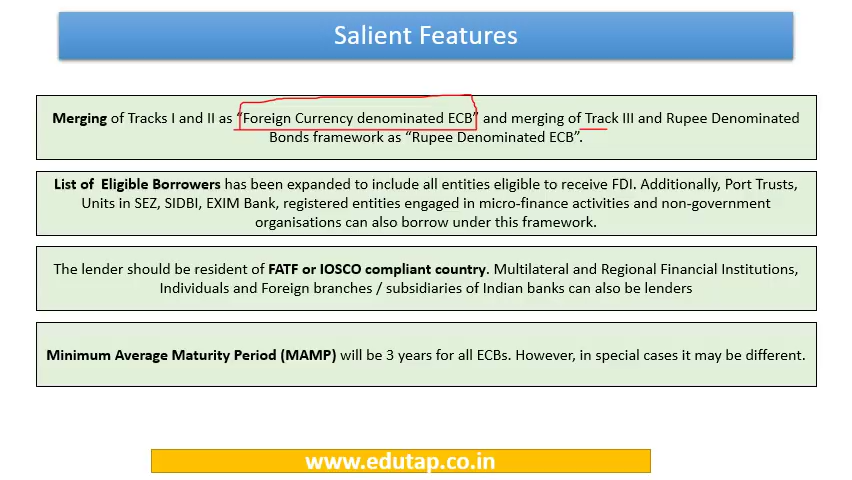 Salient Features
Merging of Tracks I and II as “Foreign Currency denominated ECB” and merging of Track III and Rupee Denominated
Bonds framework as “Rupee Denominated ECB”.
List of Eligible Borrowers has been expanded to include all entities eligible to receive FDI. Additionally, Port Trusts,
Units in SEZ, SIDBI, EXIM Bank, registered entities engaged in micro-finance activities and non-government
organisations can also borrow under this framework.
The lender should be resident of FATF or IOSCO compliant country. Multilateral and Regional Financial Institutions,
Individuals and Foreign branches / subsidiaries of Indian banks can also be lenders
Minimum Average Maturity Period (MAMP) will be 3 years for all ECBs. However, in special cases it may be different.
www.edutap.co.in